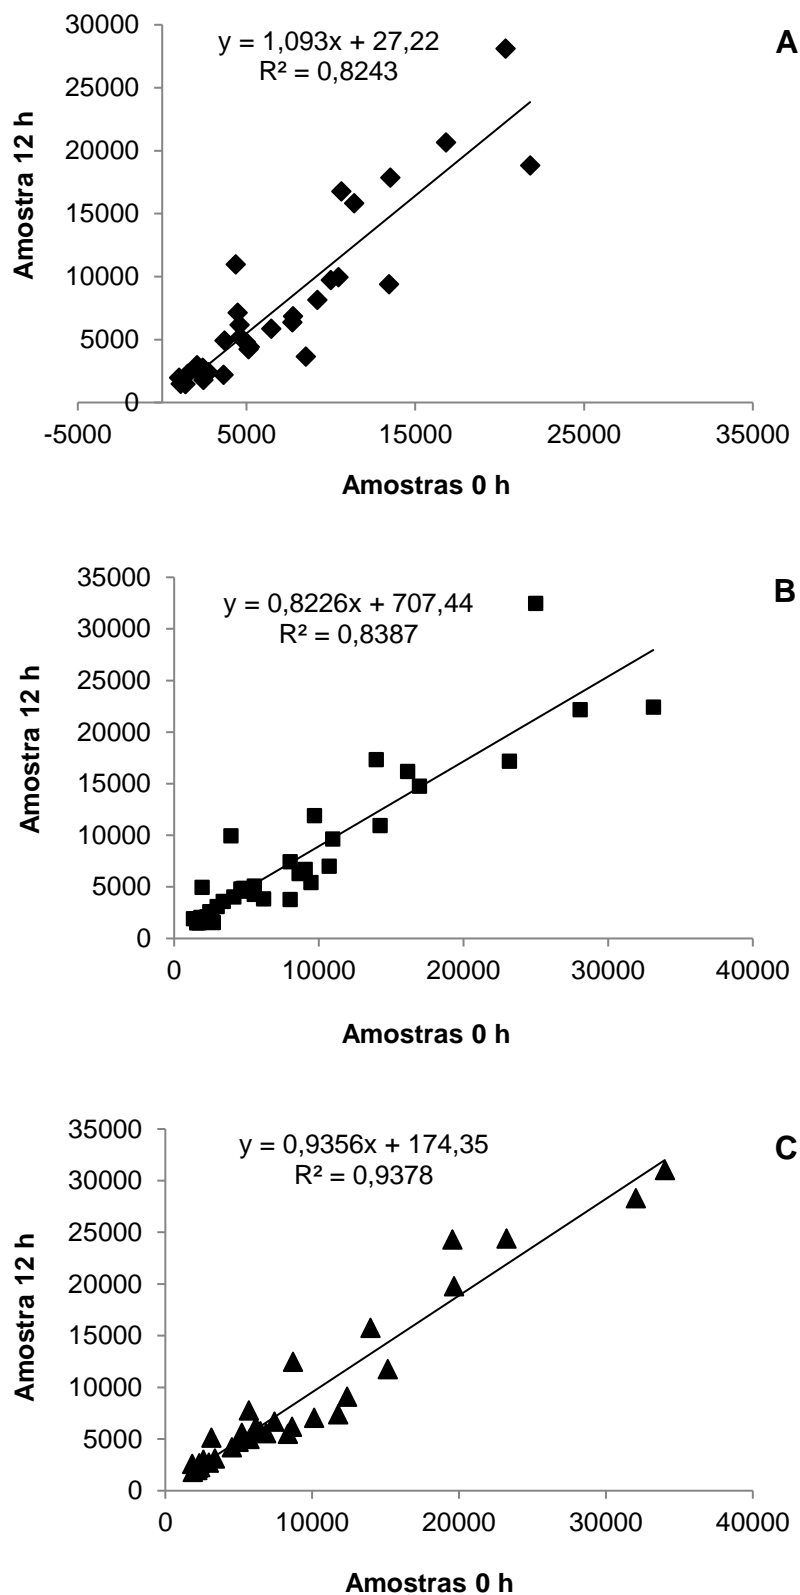 30000
y = 1,093x + 27,22
A
R² = 0,8243
25000
20000
15000
10000
5000
0
Amostra 12 h
-5000 5000 15000 25000 35000
Amostras 0 h
35000
B
y = 0,8226x + 707,44
30000
R² = 0,8387
25000
20000
15000
10000
5000
0
Amostra 12 h
0 10000 20000 30000 40000
Amostras 0 h
35000
y = 0,9356x + 174,35
C
30000
R² = 0,9378
25000
20000
15000
10000
5000
0
Amostra 12 h
0 10000 20000 30000 40000
Amostras 0 h